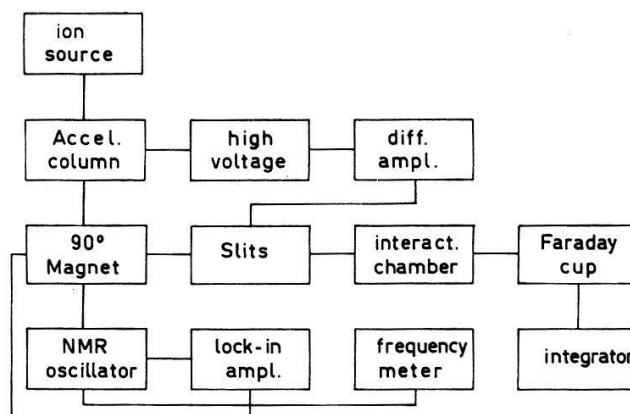 ion
source
Accel.
column
high
voltage
diff.
ampl.
90°
Magnet
Slits
interact.
chamber
Faraday
cup
NMR
oscillator
lock-in
ampl.
frequency
meter
integrator